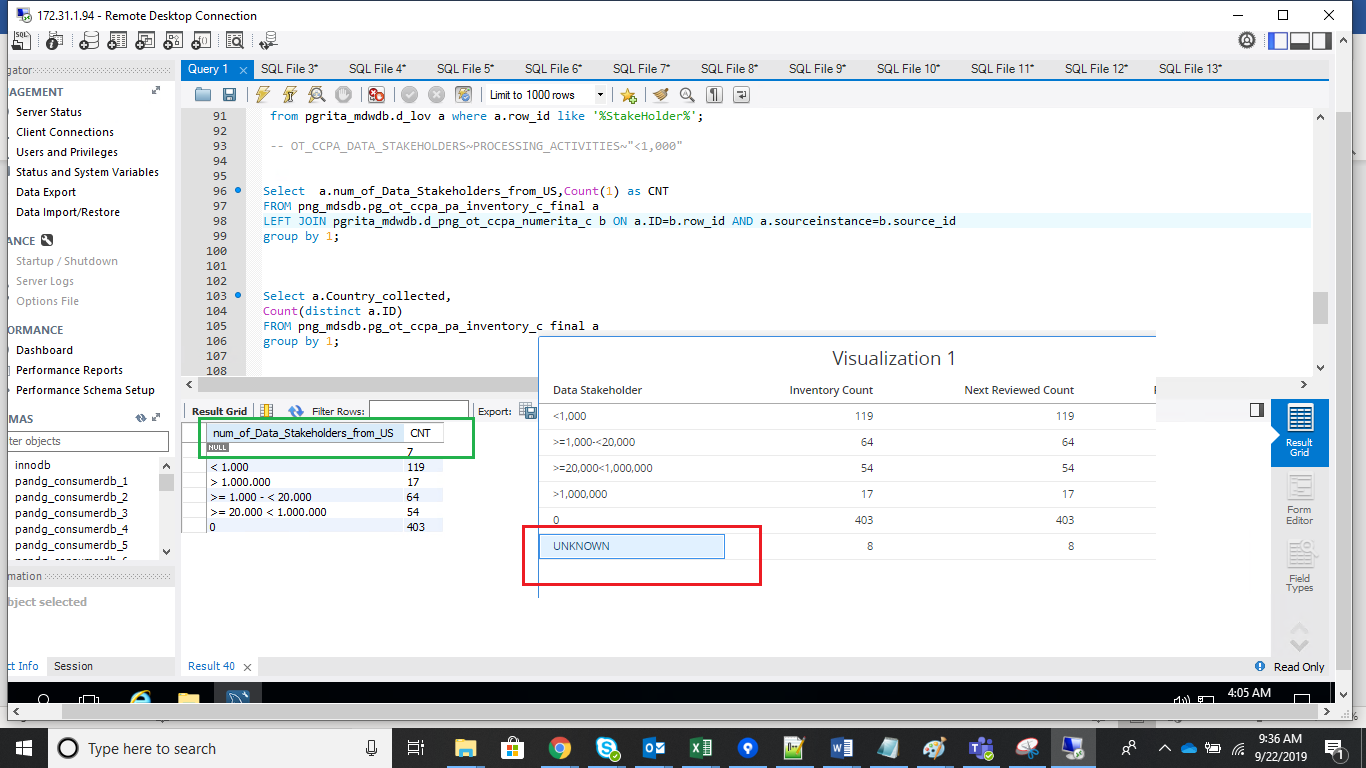 172.31.1.94 - Remote Desktop Connection
gator
Query 1 SQL File 3* SQL File 4* SQL File 5* SQL File 6* SQL File 7* SQL File 8* SQL File 9* SQL File 10* SQL File 11* SQL File 12* SQL File 13*
ANAGEMENT
Server Status
Client Connections
Users and Privileges
Status and System Variables
Data Export
Data Import/Restore
ANCE
Startup / Shutdown
Server Logs
Options File
ORMANCE
Dashboard
Performance Reports
Performance Schema Setup
MAS
ter objects
innodb
pandg_consumerdb_1
pandg_consumerdb_2
pandg_consumerdb_3
pandg_consumerdb_4
pandg_consumerdb_5
mation
bject selected
ct Info Session
Limit to 1000 rows
91 from pgrita_mdwdb.d_lov a where a.row_id like '%StakeHolder%';
92
93 -- OT_CCPA_DATA_STAKEHOLDERS~PROCESSING_ACTIVITIES~"<1,000"
94
95
96 Select a.num_of_Data_Stakeholders_from_US,Count(1) as CNT
97 FROM png_mdsdb.pg_ot_ccpa_pa_inventory_c_final a
98 LEFT JOIN pgrita_mdwdb.d_png_ot_ccpa_numerita_c b ON a.ID=b.row_id AND a.sourceinstance=b.source_id
99 group by 1;
100
101
102
103 Select a.Country_collected,
104 Count(distinct a.ID)
105 FROM png_mdsdb.pg_ot_ccpa_pa_inventory_c final a
106 group by 1;
107
108
Result Grid Filter Rows: Export:
num_of_Data_Stakeholders_from_US CNT
NULL 7
< 1.000 119
> 1.000.000 17
>= 1.000 - < 20.000 64
>= 20.000 < 1.000.000 54
0 403
Visualization 1
Data Stakeholder Inventory Count Next Reviewed Count
<1,000 119 119
>=1,000-<20,000 64 64
>=20,000<1,000,000 54 54
>1,000,000 17 17
0 403 403
UNKNOWN 8 8
Result
Grid
Form
Editor
Field
Types
Result 40
Read Only
4:05 AM
Type here to search
9:36 AM
9/22/2019
1